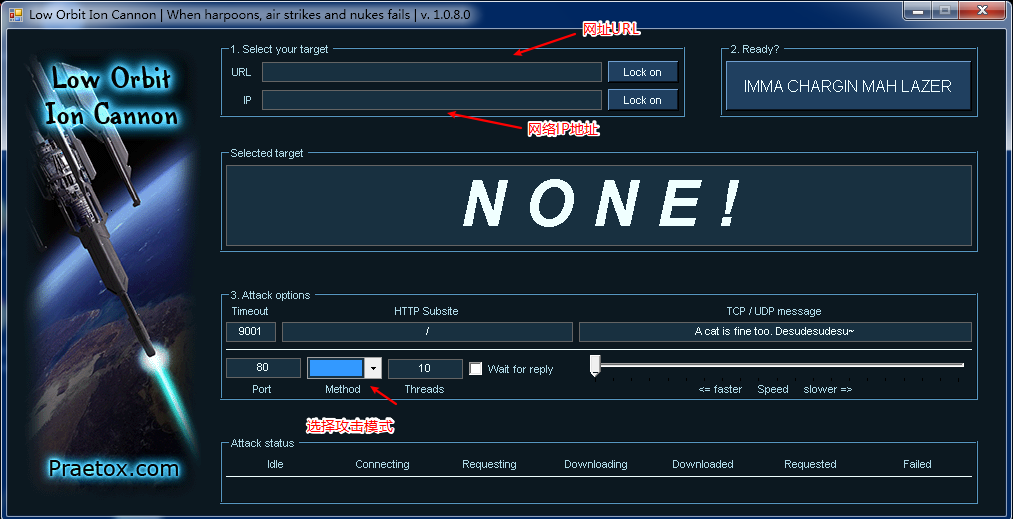 Low Orbit Ion Cannon | When harpoons, air strikes and nukes fails | v. 1.0.8.0
网址URL
Low Orbit
Ion Cannon
1. Select your target
URL
Lock on
IP
Lock on
网络IP地址
2. Ready?
IMMA CHARGIN MAH LAZER
Selected target
N O N E !
3. Attack options
Timeout HTTP Subsite TCP / UDP message
9001 / A cat is fine too. Desudesudesu~
80 10 Wait for reply
Port Method Threads <= faster Speed slower =>
选择攻击模式
Attack status
Idle Connecting Requesting Downloading Downloaded Requested Failed
Praetox.com